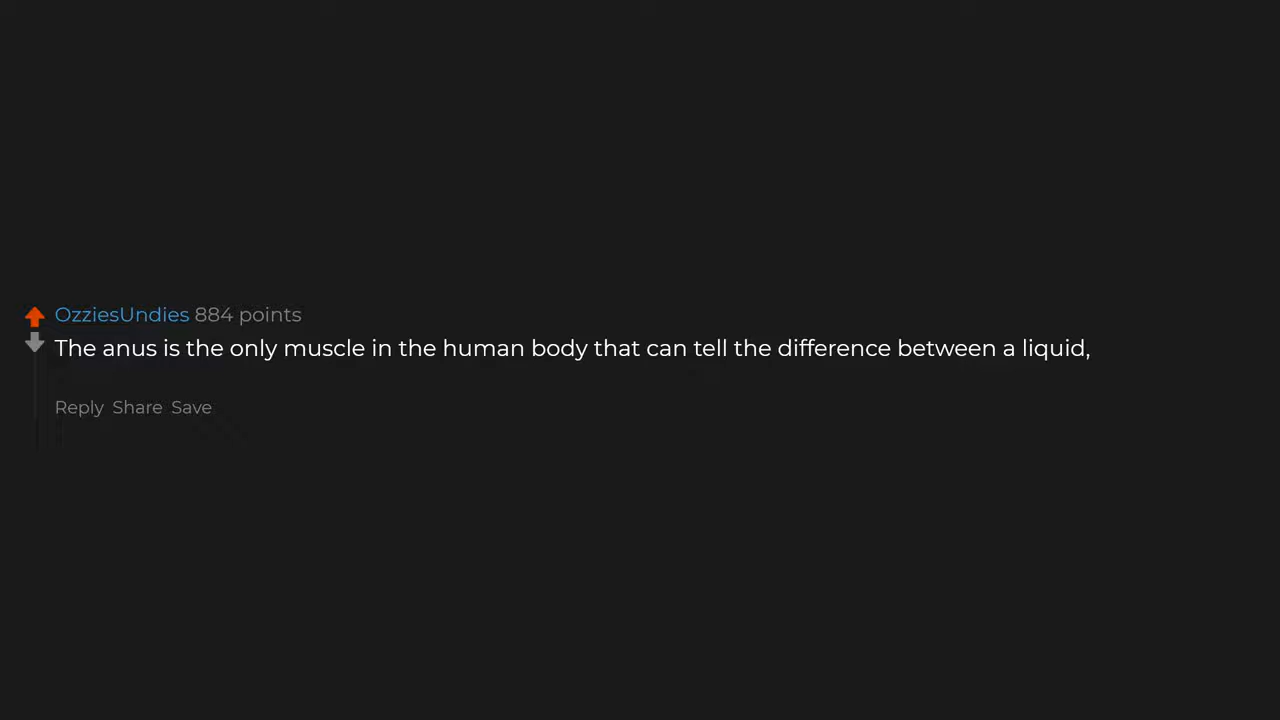 OzziesUndies 884 points
The anus is the only muscle in the human body that can tell the difference between a liquid,
Reply Share Save